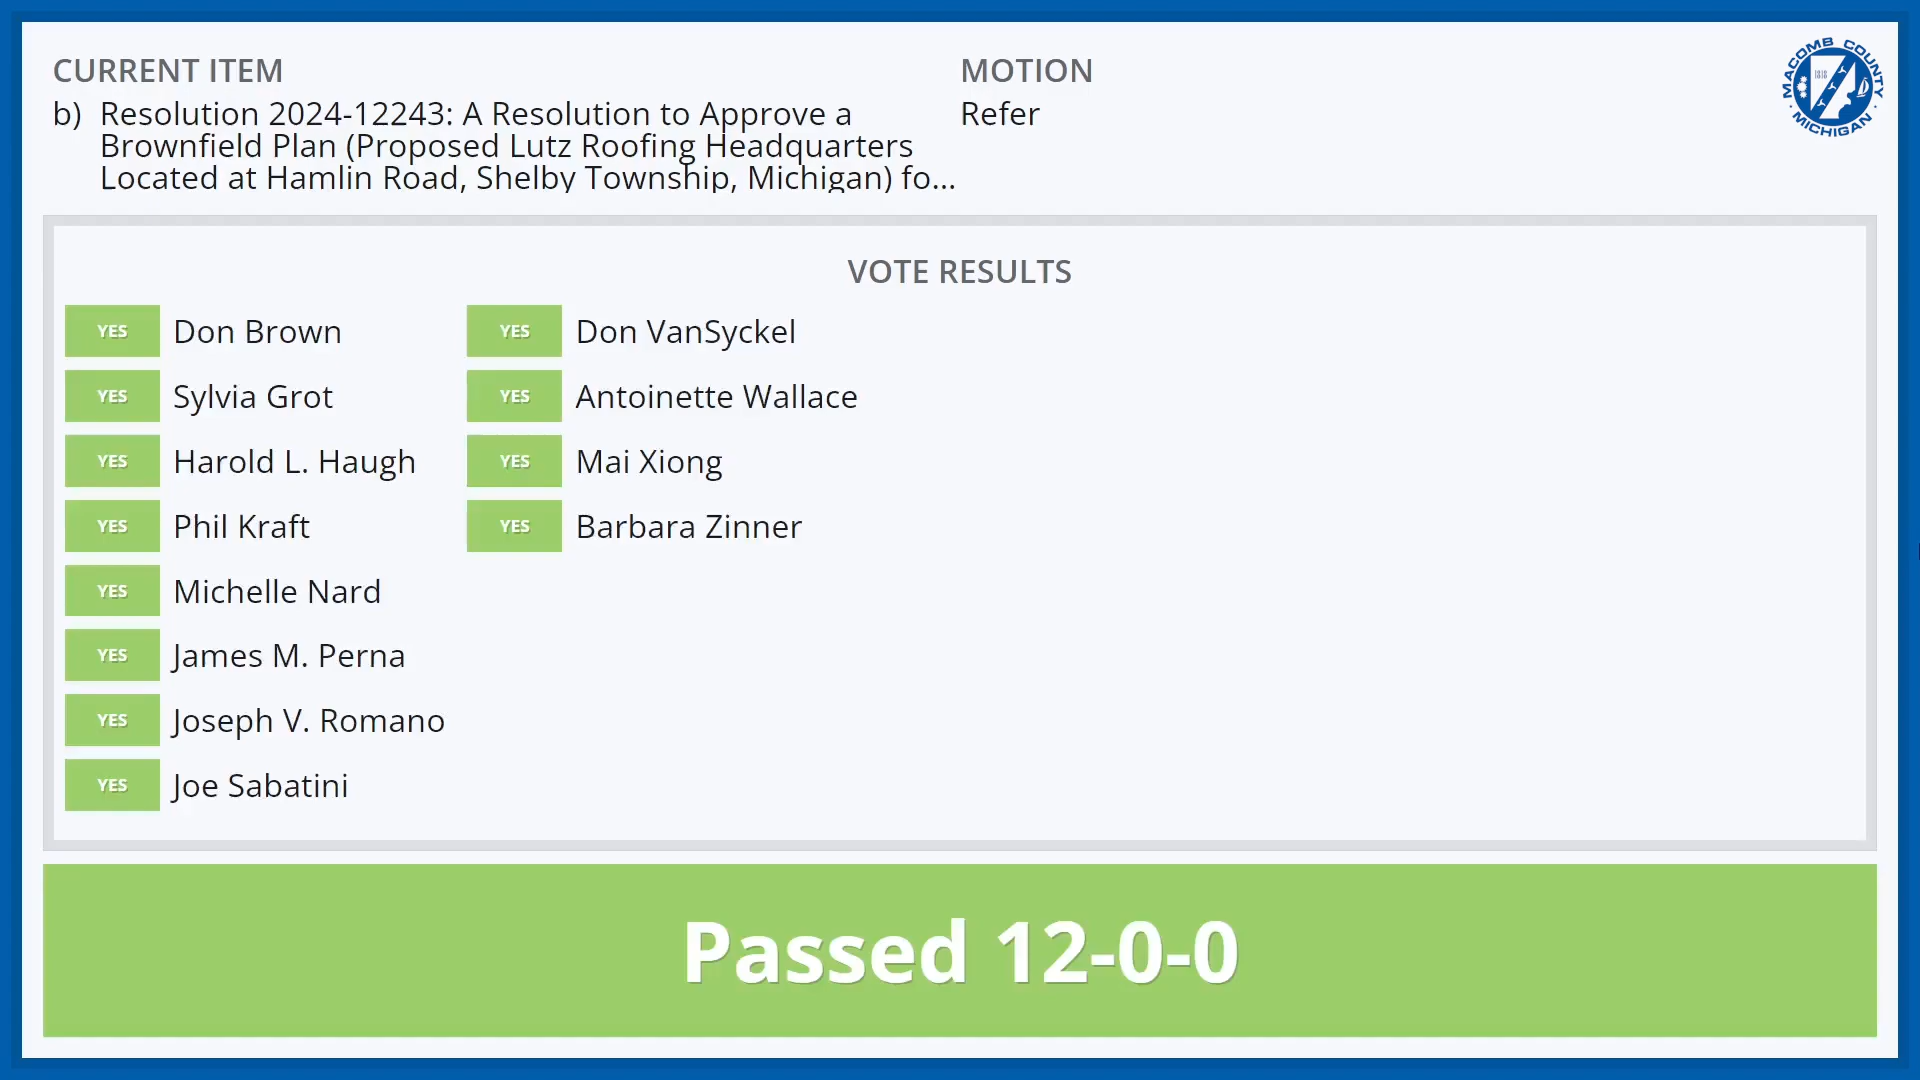 CURRENT ITEM
b) Resolution 2024-12243: A Resolution to Approve a
Brownfield Plan (Proposed Lutz Roofing Headquarters
Located at Hamlin Road, Shelby Township, Michigan) fo...
MOTION
Refer
MACOMB COUNTY
MICHIGAN
1818
VOTE RESULTS
YES Don Brown
YES Sylvia Grot
YES Harold L. Haugh
YES Phil Kraft
YES Michelle Nard
YES James M. Perna
YES Joseph V. Romano
YES Joe Sabatini
YES Don VanSyckel
YES Antoinette Wallace
YES Mai Xiong
YES Barbara Zinner
Passed 12-0-0